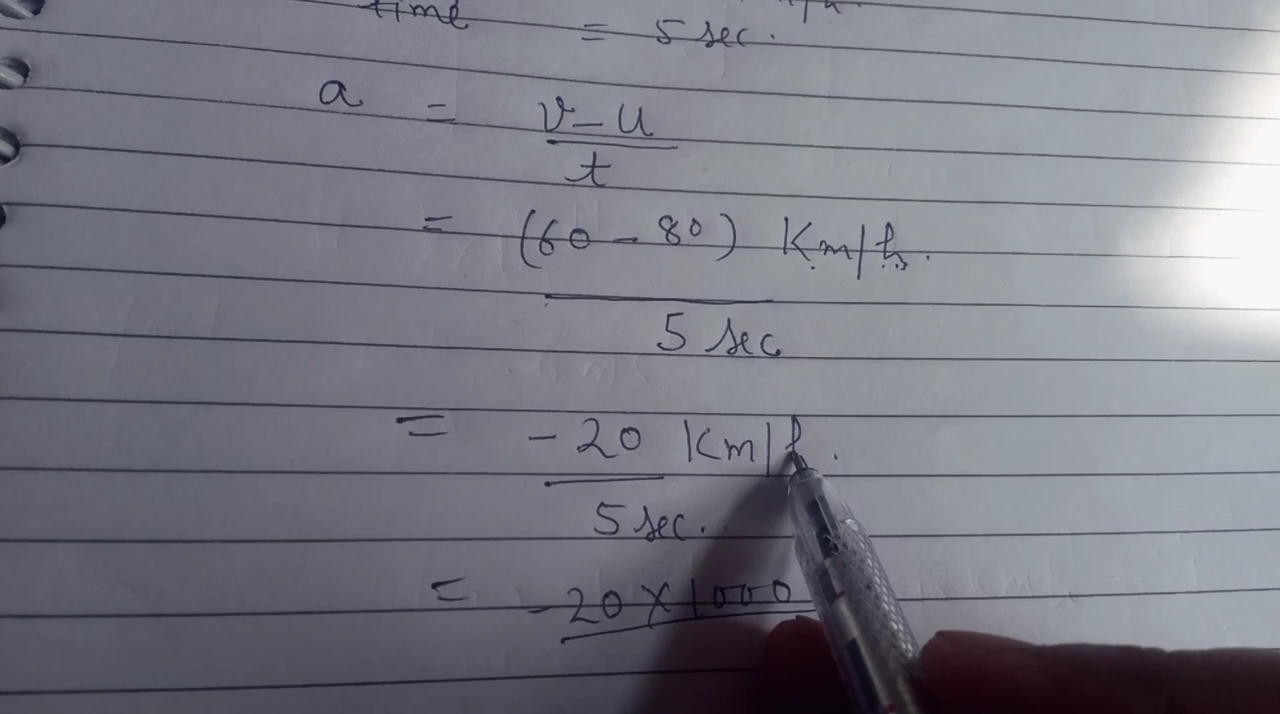 time = 5 sec.
a = v-u
t
= (60 - 80) Km/h.
5 sec
= -20 Km/h.
5 sec.
= -20 X 1000